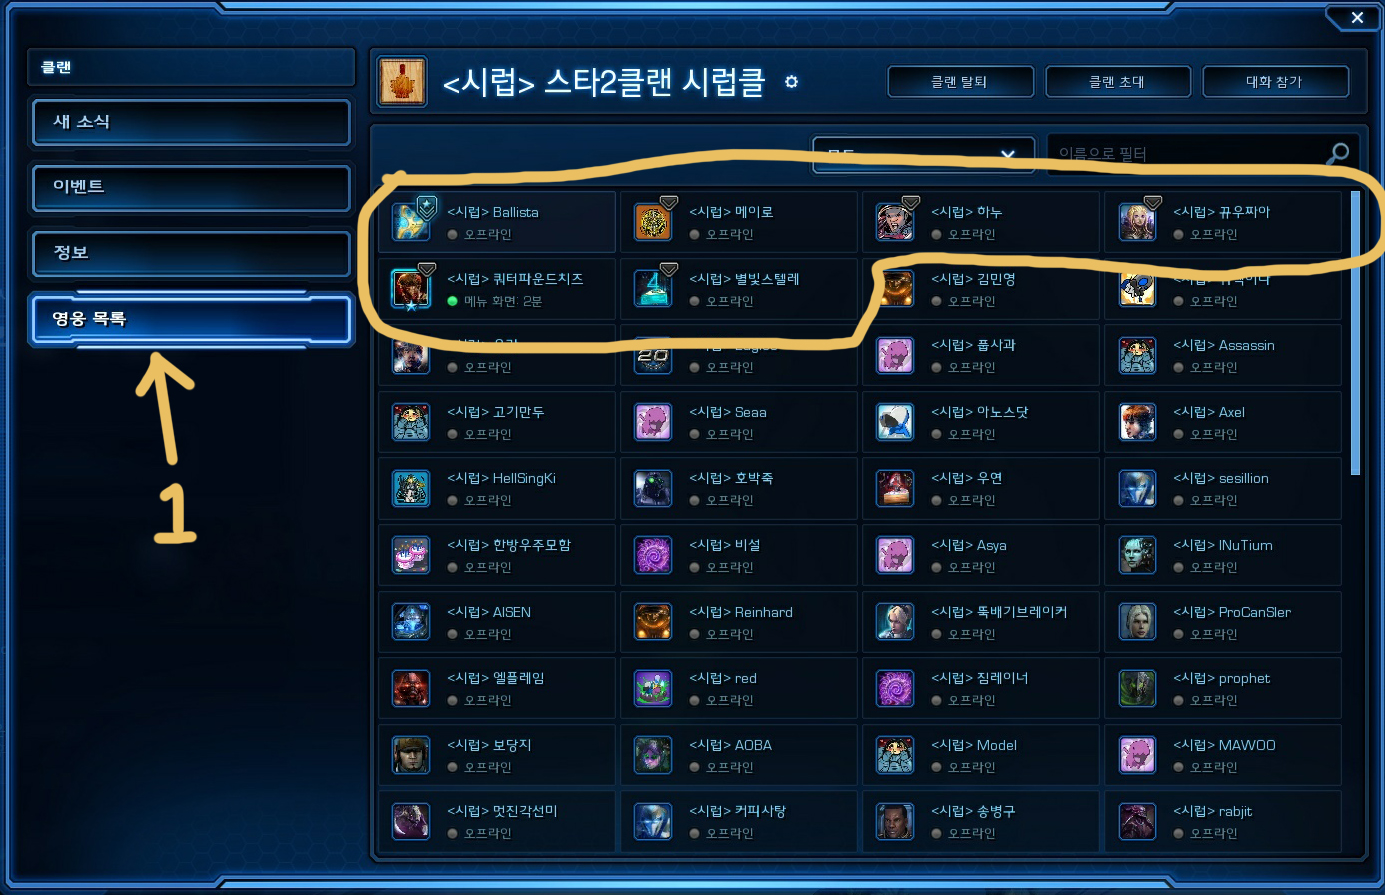 클랜
<시럽> 스타2클랜 시럽클
클랜 탈퇴
클랜 초대
대화 참가
새 소식
이벤트
정보
영웅 목록
1
이름으로 필터
<시럽> Ballista
오프라인
<시럽> 메이로
오프라인
<시럽> 하누
오프라인
<시럽> 뀨우짜아
오프라인
<시럽> 쿼터파운드치즈
메뉴 화면: 2분
<시럽> 별빛스텔레
오프라인
<시럽> 김민영
오프라인
오프라인
오프라인
오프라인
<시럽> 풉사과
오프라인
<시럽> Assassin
오프라인
<시럽> 고기만두
오프라인
<시럽> Seaa
오프라인
<시럽> 아노스닷
오프라인
<시럽> Axel
오프라인
<시럽> HellSingKi
오프라인
<시럽> 호박죽
오프라인
<시럽> 우연
오프라인
<시럽> sesillion
오프라인
<시럽> 한방우주모함
오프라인
<시럽> 비설
오프라인
<시럽> Asya
오프라인
<시럽> INuTium
오프라인
<시럽> AISEN
오프라인
<시럽> Reinhard
오프라인
<시럽> 뚝배기브레이커
오프라인
<시럽> ProCanSler
오프라인
<시럽> 엘플레임
오프라인
<시럽> red
오프라인
<시럽> 짐레이너
오프라인
<시럽> prophet
오프라인
<시럽> 보당지
오프라인
<시럽> AOBA
오프라인
<시럽> Model
오프라인
<시럽> MAWOO
오프라인
<시럽> 멋진각선미
오프라인
<시럽> 커피사탕
오프라인
<시럽> 송병구
오프라인
<시럽> rabjit
오프라인